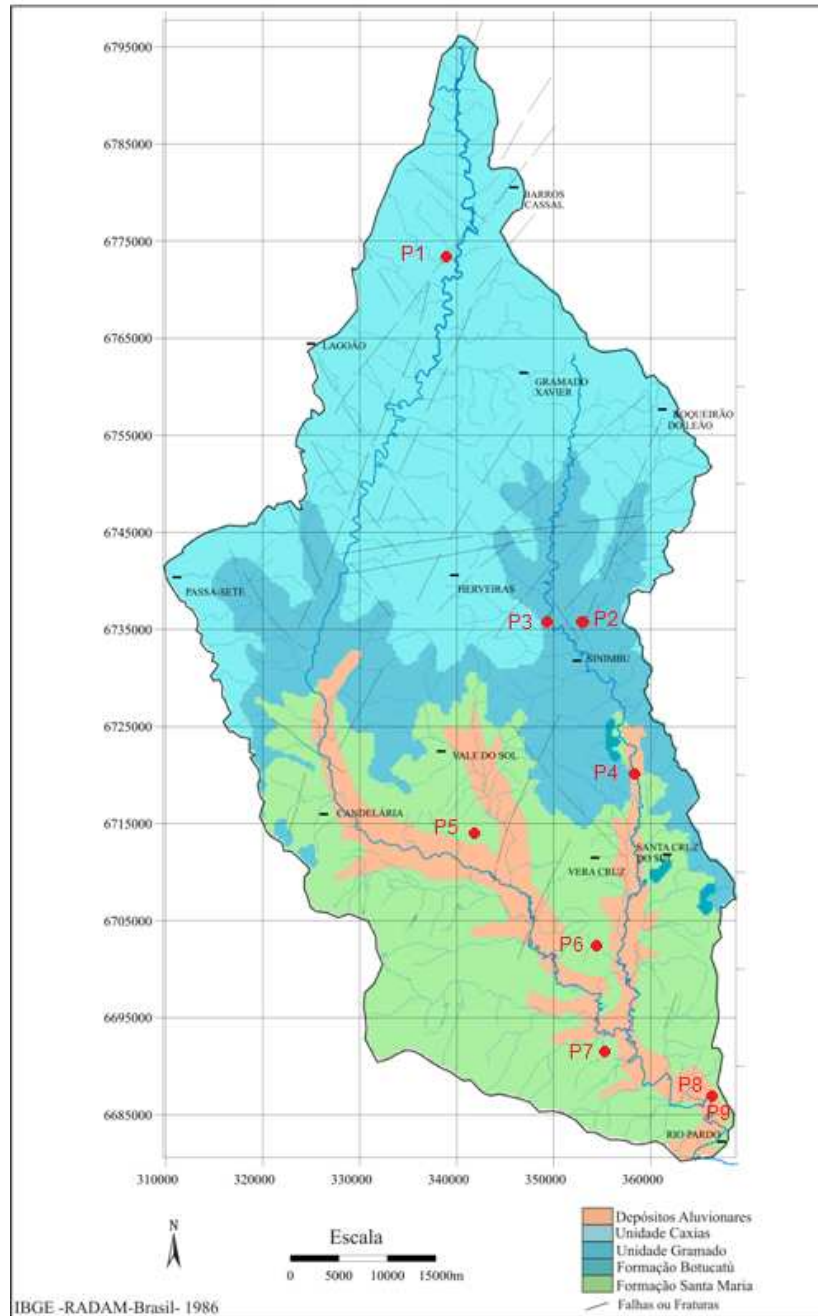 6795000
6785000
BARROS
CASSAL
6775000
P1
6765000
LAGOÃO
GRAMADO
XAVIER
6755000
BOQUEIRÃO
DO LEÃO
6745000
PASSA-SETE
HERVEIRAS
6735000
P3
P2
SINIMBU
6725000
VALE DO SOL
P4
6715000
CANDELÁRIA
P5
SANTA CRUZ
DO SUL
VERA CRUZ
6705000
P6
6695000
P7
P8
6685000
P9
RIO PARDO
310000 320000 330000 340000 350000 360000
N
Escala
0 5000 10000 15000m
Depósitos Aluvionares
Unidade Caxias
Unidade Gramado
Formação Botucatú
Formação Santa Maria
Falhas ou Fraturas
IBGE -RADAM-Brasil- 1986